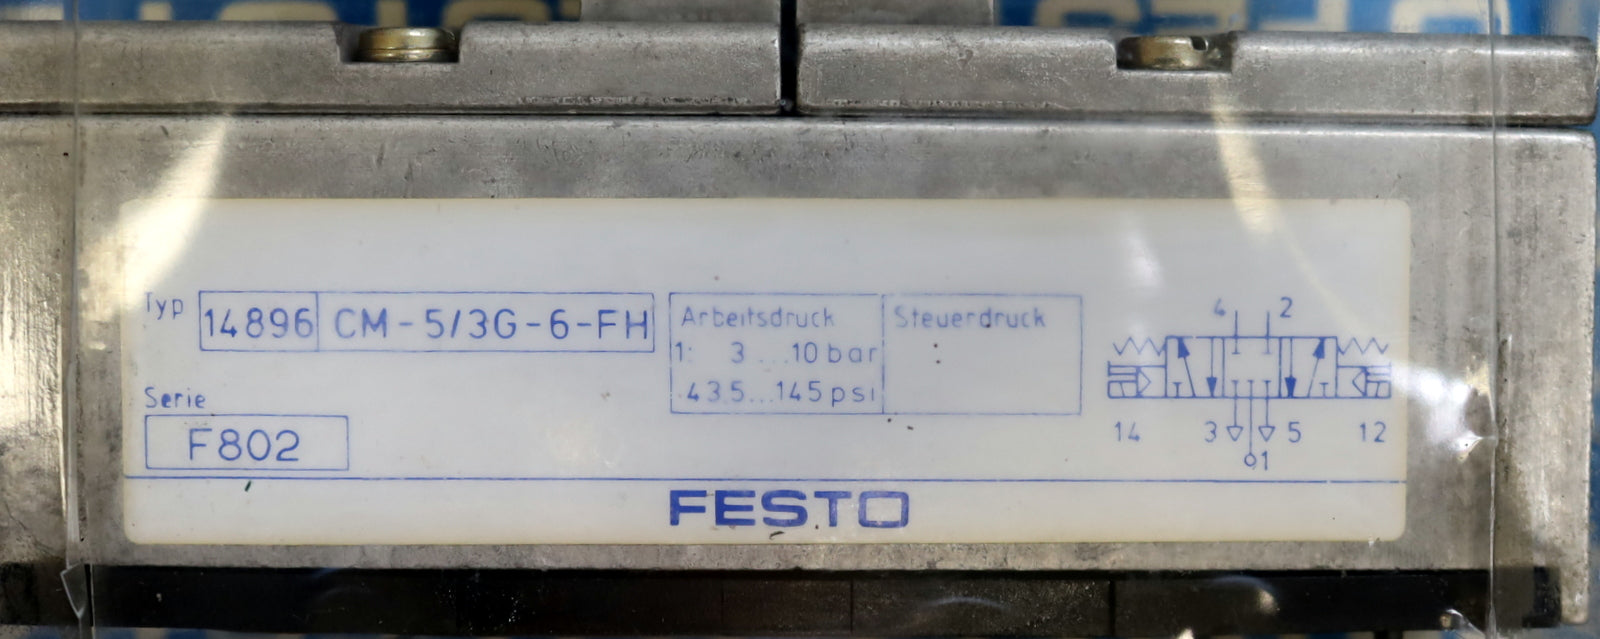 Typ 14896 CM-5/3G-6-FH
Serie
F802
Arbeitsdruck
1: 3...10 bar
43.5...145 psi
Steuerdruck
:
4 2
14 3 5 12
1
FESTO